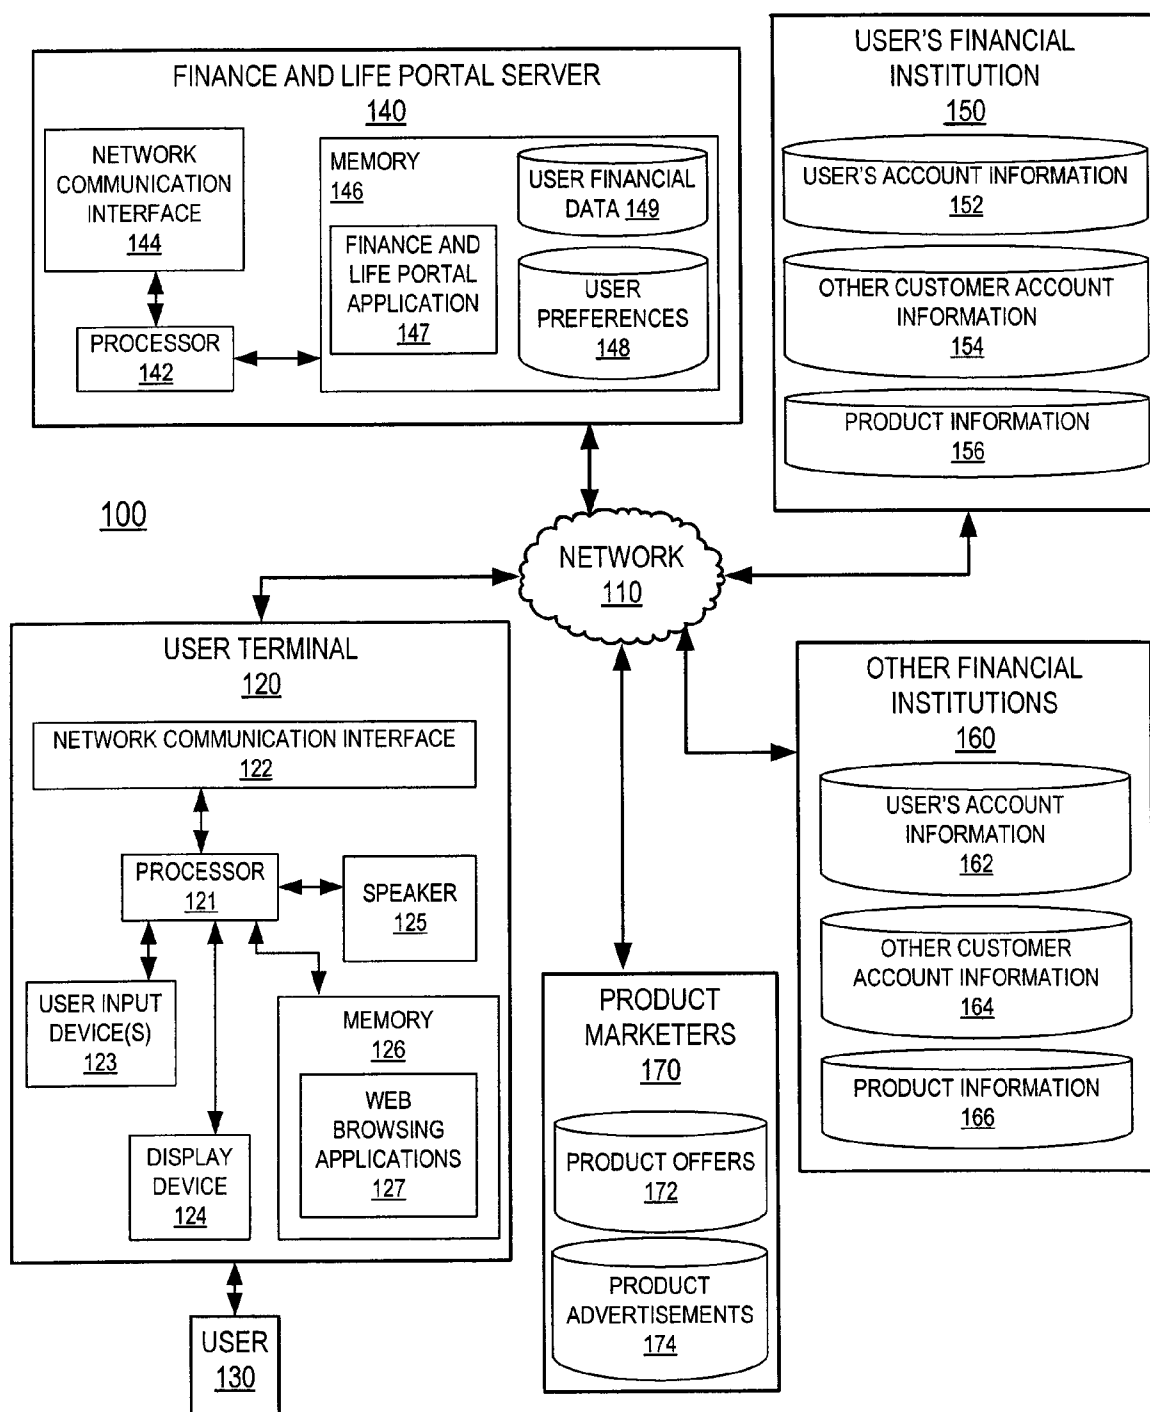 FINANCE AND LIFE PORTAL SERVER
140
NETWORK
COMMUNICATION
INTERFACE
144
PROCESSOR
142
MEMORY
146
FINANCE AND
LIFE PORTAL
APPLICATION
147
USER FINANCIAL
DATA 149
USER
PREFERENCES
148
USER'S FINANCIAL
INSTITUTION
150
USER'S ACCOUNT INFORMATION
152
OTHER CUSTOMER ACCOUNT
INFORMATION
154
PRODUCT INFORMATION
156
100
NETWORK
110
USER TERMINAL
120
NETWORK COMMUNICATION INTERFACE
122
PROCESSOR
121
SPEAKER
125
USER INPUT
DEVICE(S)
123
DISPLAY
DEVICE
124
MEMORY
126
WEB
BROWSING
APPLICATIONS
127
USER
130
PRODUCT
MARKETERS
170
PRODUCT OFFERS
172
PRODUCT
ADVERTISEMENTS
174
OTHER FINANCIAL
INSTITUTIONS
160
USER'S ACCOUNT
INFORMATION
162
OTHER CUSTOMER
ACCOUNT INFORMATION
164
PRODUCT INFORMATION
166